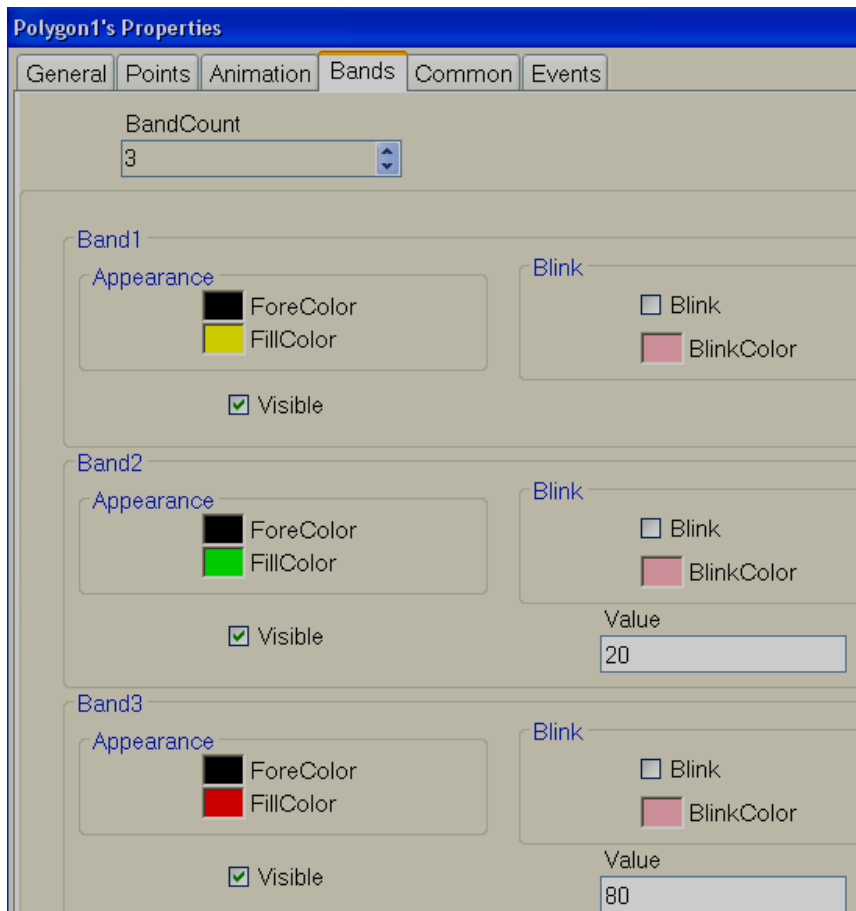 Polygon1's Properties
General Points Animation Bands Common Events
BandCount
3
Band1
Appearance
ForeColor
FillColor
Visible
Blink
Blink
BlinkColor
Band2
Appearance
ForeColor
FillColor
Visible
Blink
Blink
BlinkColor
Value
20
Band3
Appearance
ForeColor
FillColor
Visible
Blink
Blink
BlinkColor
Value
80